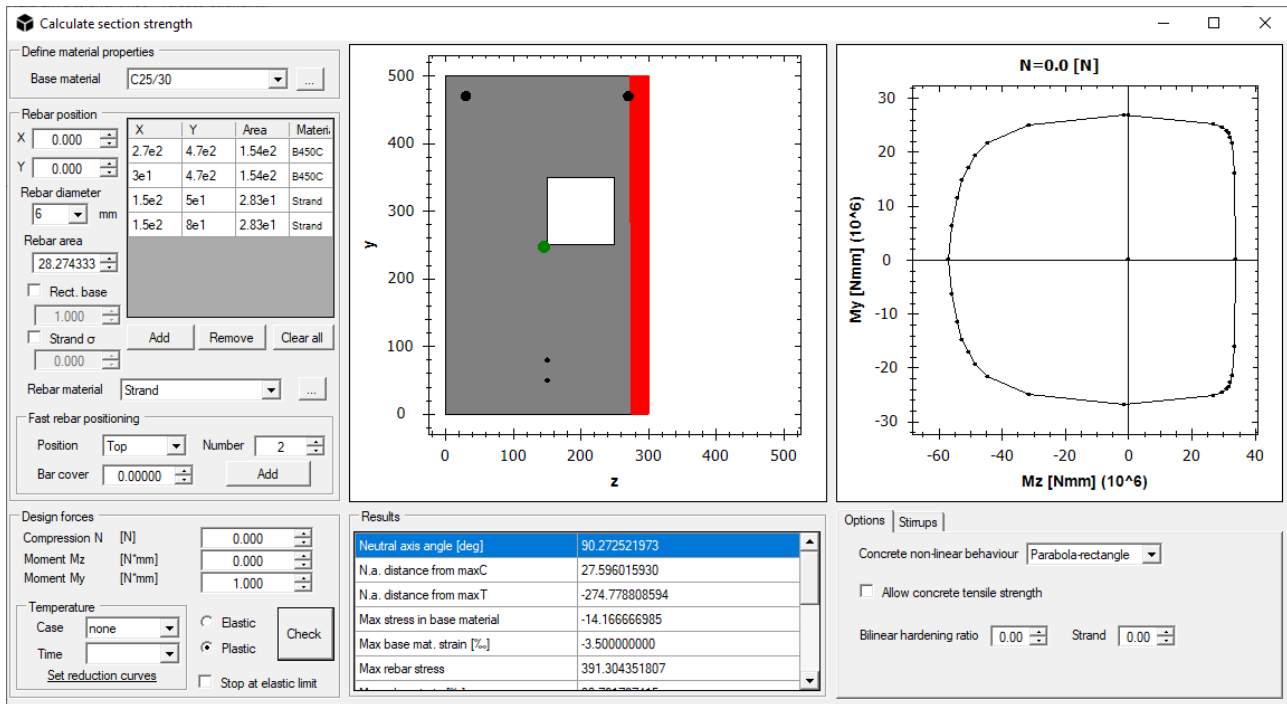 Calculate section strength
Define material properties
Base material C25/30 ...
Rebar position
X 0.000
Y 0.000
Rebar diameter
6 mm
Rebar area
28.274333
Rect. base
1.000
Strand σ
0.000
X Y Area Materi
2.7e2 4.7e2 1.54e2 B450C
3e1 4.7e2 1.54e2 B450C
1.5e2 5e1 2.83e1 Strand
1.5e2 8e1 2.83e1 Strand
Add Remove Clear all
Rebar material Strand ...
Fast rebar positioning
Position Top Number 2
Bar cover 0.00000 Add
Design forces
Compression N [N] 0.000
Moment Mz [N*mm] 0.000
Moment My [N*mm] 1.000
Temperature
Case none
Time
Set reduction curves
Elastic
Plastic
Stop at elastic limit
Check
500
400
300
200
100
0
y
0 100 200 300 400 500
z
N=0.0 [N]
30
20
10
0
-10
-20
-30
My [Nmm] (10^6)
-60 -40 -20 0 20 40
Mz [Nmm] (10^6)
Results
Neutral axis angle [deg] 90.272521973
N.a. distance from maxC 27.596015930
N.a. distance from maxT -274.778808594
Max stress in base material -14.166666985
Max base mat. strain [‰] -3.500000000
Max rebar stress 391.304351807
Options Stirrups
Concrete non-linear behaviour Parabola-rectangle
Allow concrete tensile strength
Bilinear hardening ratio 0.00 Strand 0.00